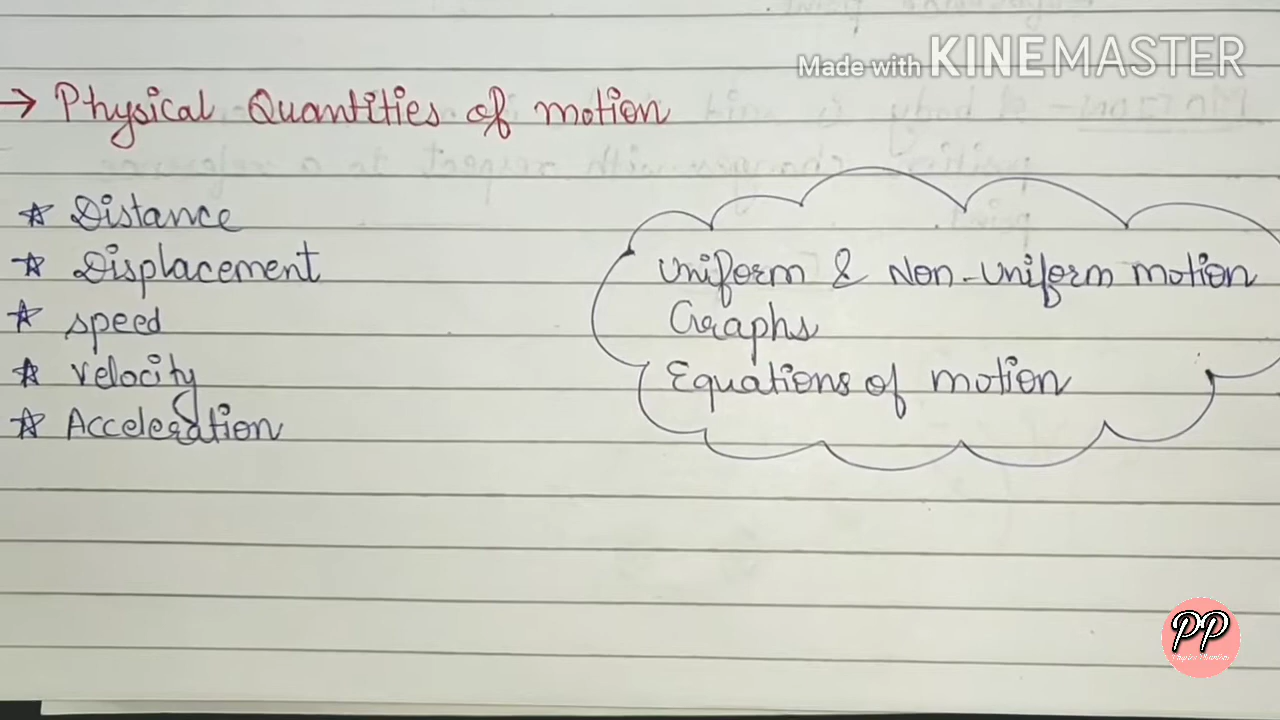 Made with KINEMASTER
→ Physical Quantities of motion
☆ Distance
☆ Displacement
☆ speed
☆ velocity
☆ Acceleration
Uniform & Non-uniform motion
Graphs
Equations of motion
PP